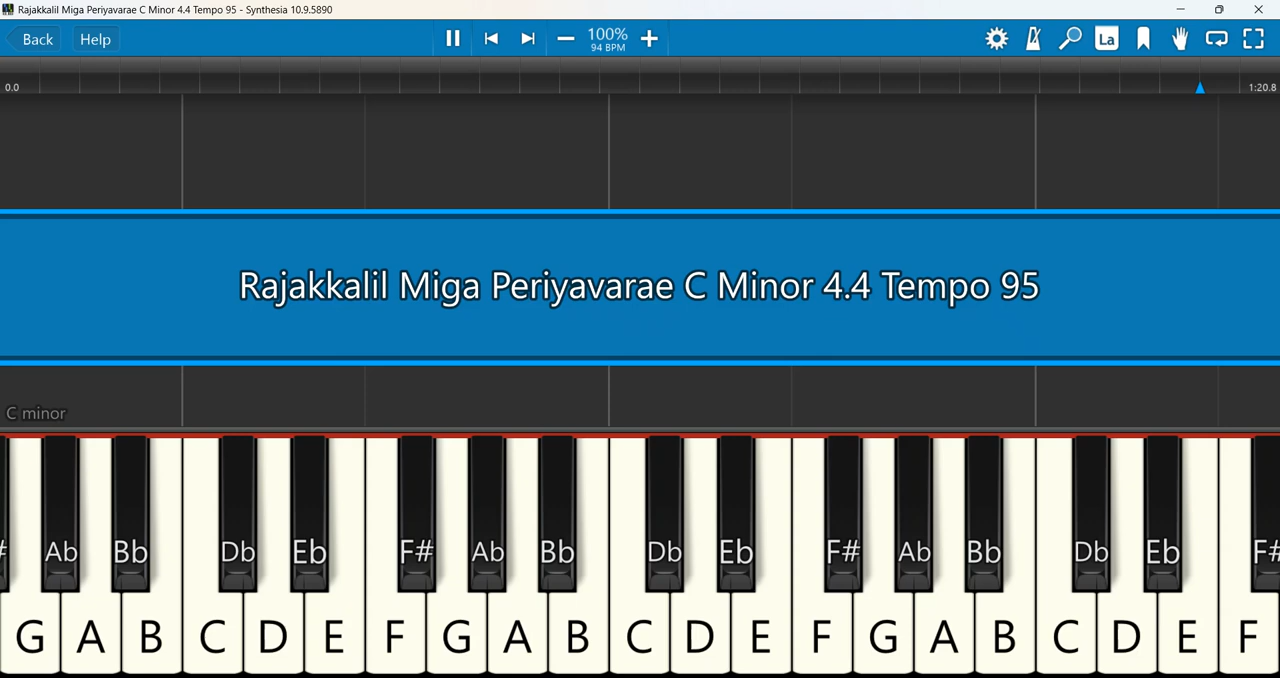 Rajakkalil Miga Periyavarae C Minor 4.4 Tempo 95 - Synthesia 10.9.5890
Back Help 100% La
94 BPM
0.0 1:20.8
Rajakkalil Miga Periyavarae C Minor 4.4 Tempo 95
C minor
# Ab Bb Db Eb F# Ab Bb Db Eb F# Ab Bb Db Eb F#
G A B C D E F G A B C D E F G A B C D E F